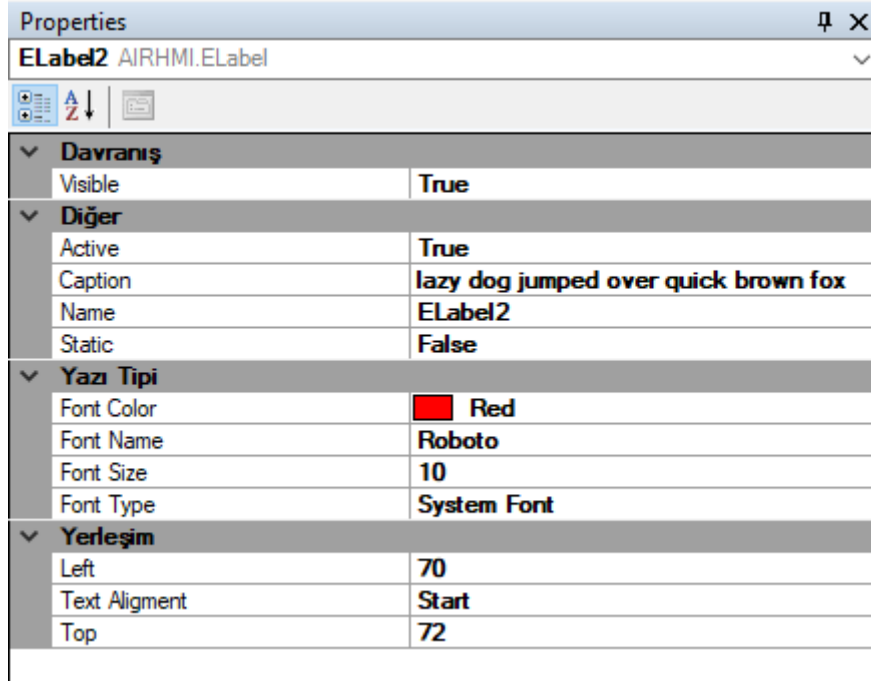 Properties
ELabel2 AIRHMI.ELabel
Davranış
Visible True
Diğer
Active True
Caption lazy dog jumped over quick brown fox
Name ELabel2
Static False
Yazı Tipi
Font Color Red
Font Name Roboto
Font Size 10
Font Type System Font
Yerleşim
Left 70
Text Aligment Start
Top 72